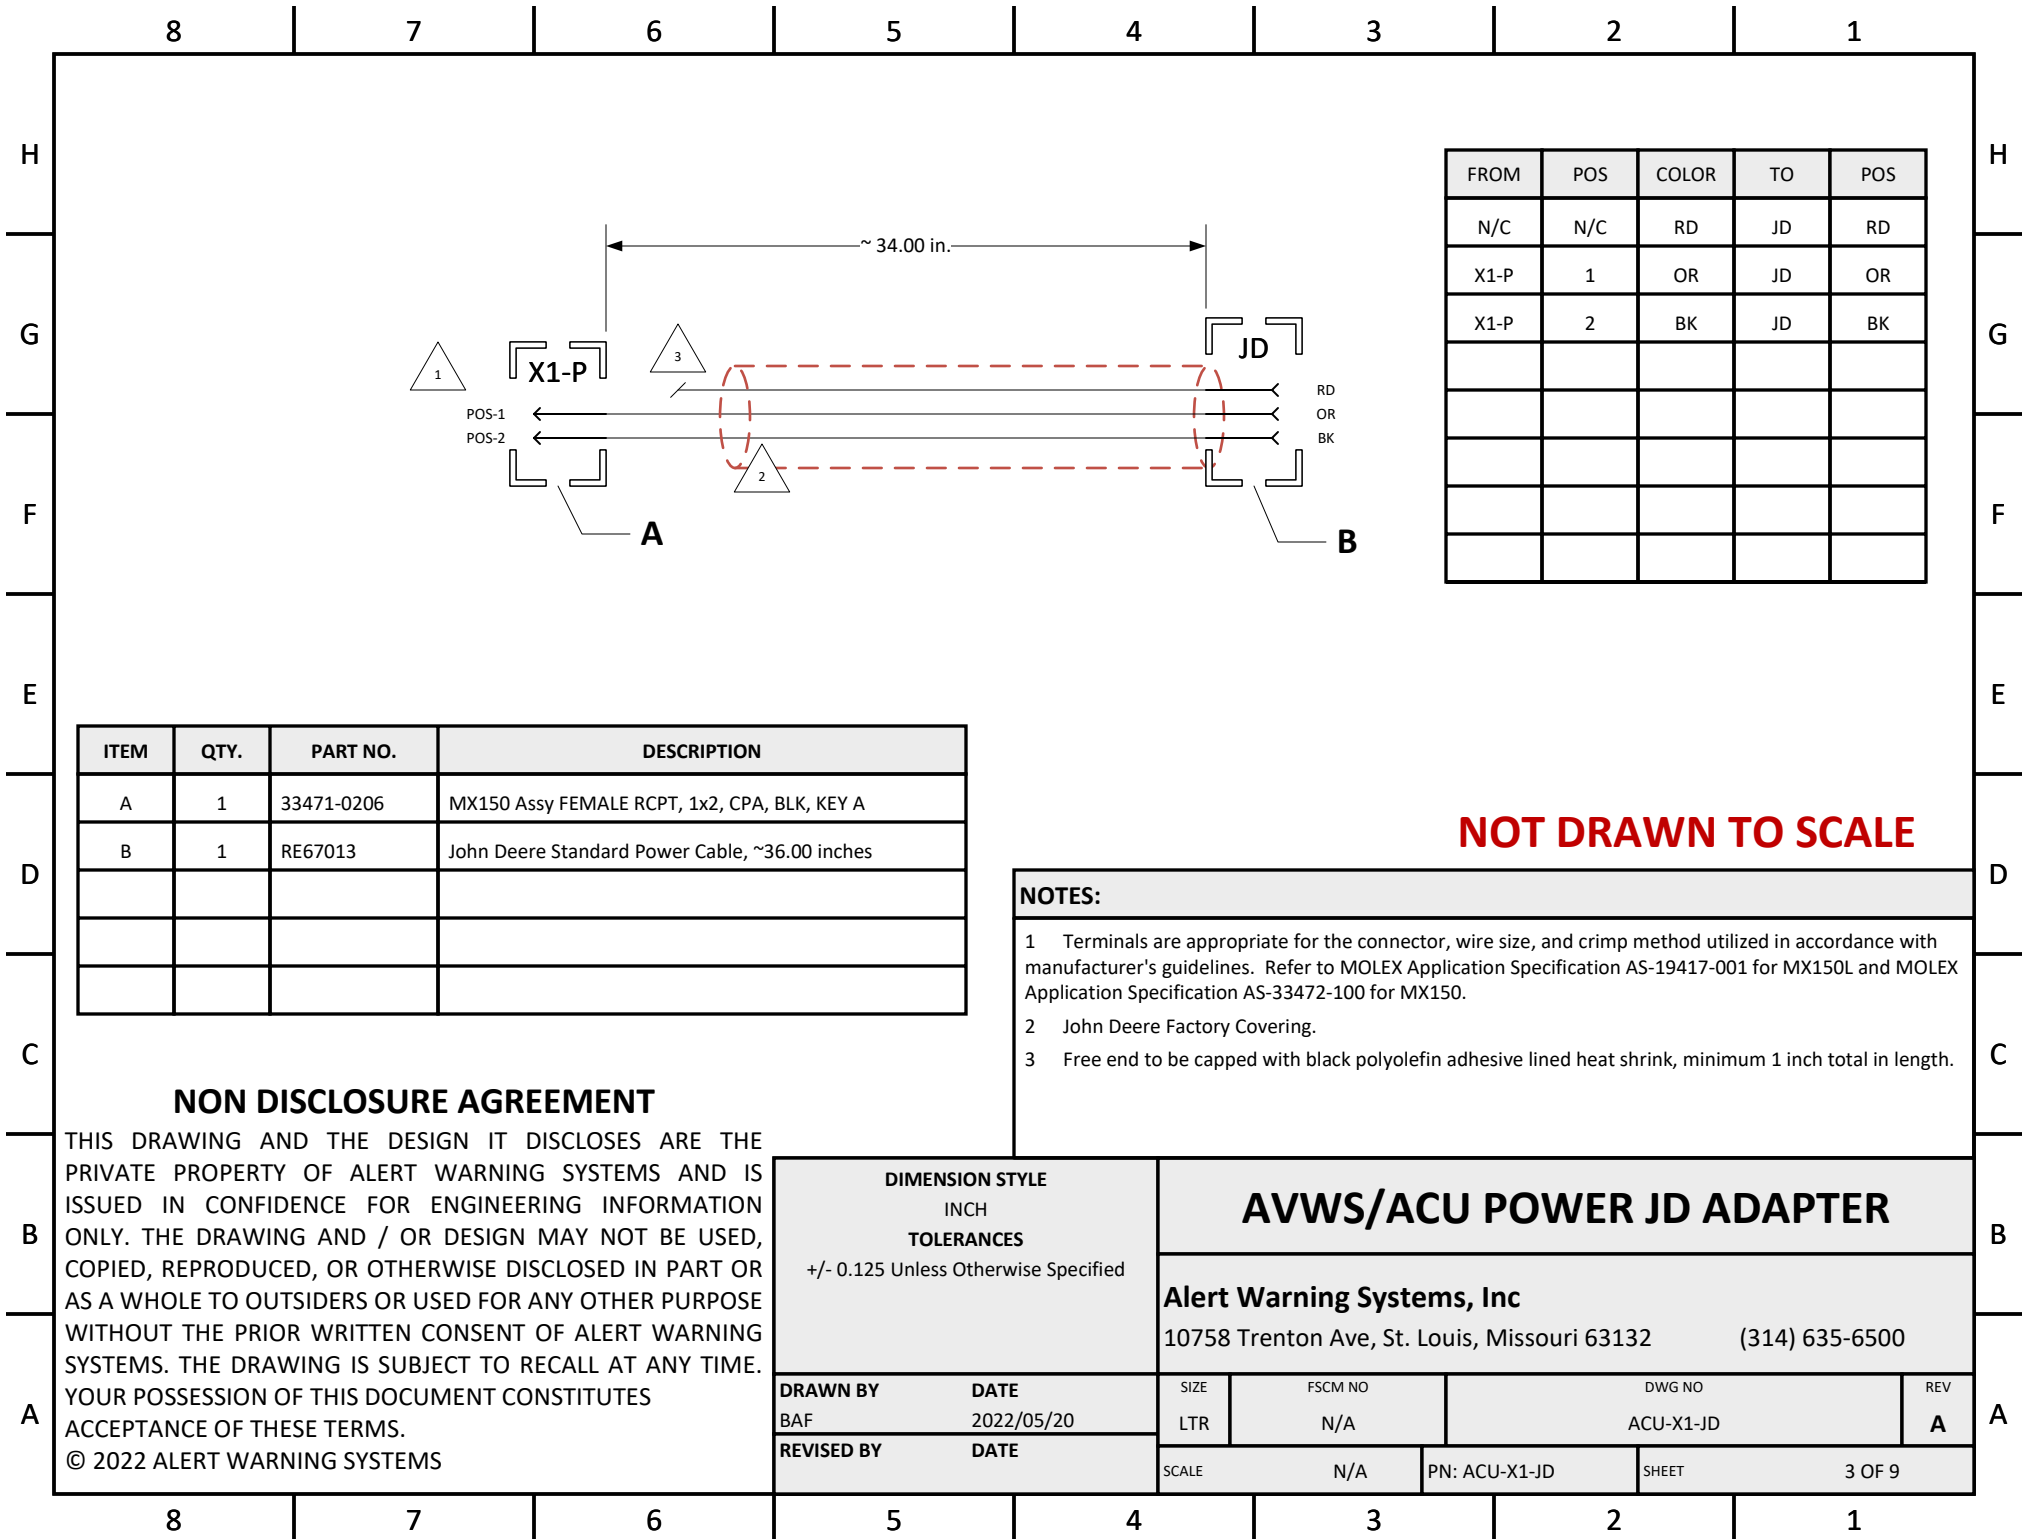 8 7 6 5 4 3 2 1
H H
FROM POS COLOR TO POS
N/C N/C RD JD RD
X1-P 1 OR JD OR
X1-P 2 BK JD BK
~ 34.00 in.
G G
1 X1-P 3 JD
RD
POS-1 OR
POS-2 BK
2
F F
A B
E E
ITEM QTY. PART NO. DESCRIPTION
A 1 33471-0206 MX150 Assy FEMALE RCPT, 1x2, CPA, BLK, KEY A
B 1 RE67013 John Deere Standard Power Cable, ~36.00 inches
NOT DRAWN TO SCALE
D D
NOTES:
1 Terminals are appropriate for the connector, wire size, and crimp method utilized in accordance with
manufacturer's guidelines. Refer to MOLEX Application Specification AS-19417-001 for MX150L and MOLEX
Application Specification AS-33472-100 for MX150.
2 John Deere Factory Covering.
3 Free end to be capped with black polyolefin adhesive lined heat shrink, minimum 1 inch total in length.
C C
NON DISCLOSURE AGREEMENT
THIS DRAWING AND THE DESIGN IT DISCLOSES ARE THE
PRIVATE PROPERTY OF ALERT WARNING SYSTEMS AND IS
ISSUED IN CONFIDENCE FOR ENGINEERING INFORMATION
ONLY. THE DRAWING AND / OR DESIGN MAY NOT BE USED,
COPIED, REPRODUCED, OR OTHERWISE DISCLOSED IN PART OR
AS A WHOLE TO OUTSIDERS OR USED FOR ANY OTHER PURPOSE
WITHOUT THE PRIOR WRITTEN CONSENT OF ALERT WARNING
SYSTEMS. THE DRAWING IS SUBJECT TO RECALL AT ANY TIME.
YOUR POSSESSION OF THIS DOCUMENT CONSTITUTES
ACCEPTANCE OF THESE TERMS.
© 2022 ALERT WARNING SYSTEMS
B B
DIMENSION STYLE
INCH
TOLERANCES
+/- 0.125 Unless Otherwise Specified
AVWS/ACU POWER JD ADAPTER
Alert Warning Systems, Inc
10758 Trenton Ave, St. Louis, Missouri 63132 (314) 635-6500
A A
DRAWN BY DATE
BAF 2022/05/20
REVISED BY DATE
SIZE FSCM NO DWG NO REV
LTR N/A ACU-X1-JD A
SCALE N/A PN: ACU-X1-JD SHEET 3 OF 9
8 7 6 5 4 3 2 1